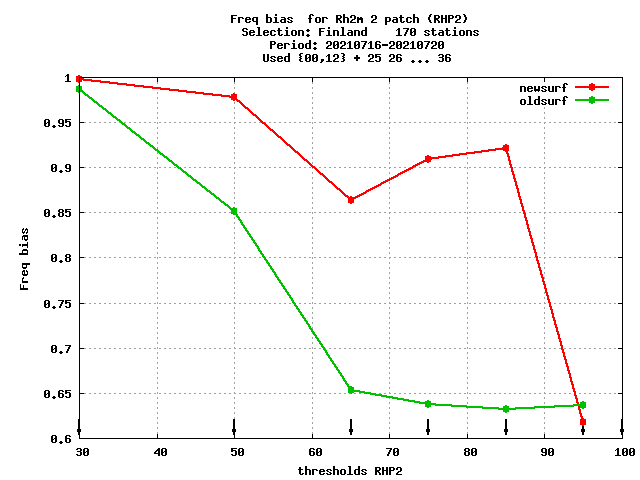 Freq bias  for Rh2m 2 patch (RHP2)
Selection: Finland    170 stations
Period: 20210716-20210720
Used {00,12} + 25 26 ... 36
newsurf
oldsurf
1
0.95
0.9
0.85
0.8
0.75
0.7
0.65
0.6
Freq bias
30 40 50 60 70 80 90 100
thresholds RHP2